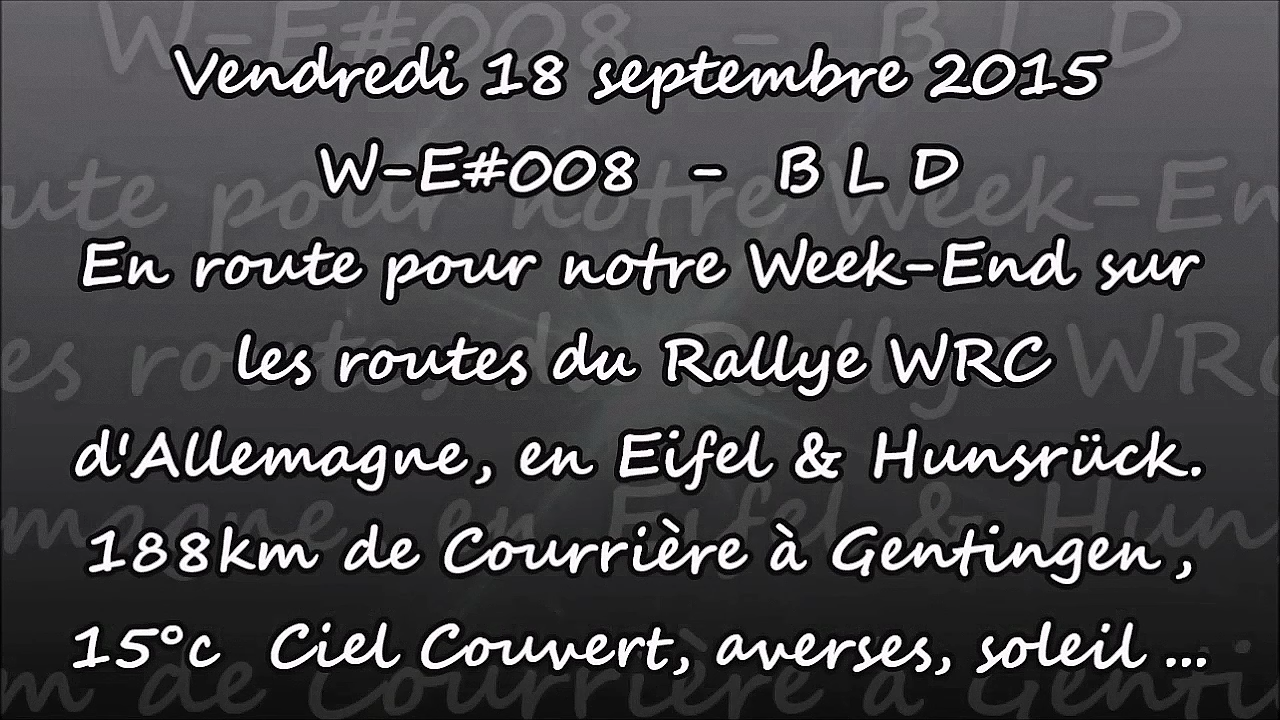 Vendredi 18 septembre 2015
W-E#008 - B L D
En route pour notre Week-End sur
les routes du Rallye WRC
d'Allemagne, en Eifel & Hunsrück.
188km de Courrière à Gentingen,
15°c Ciel Couvert, averses, soleil ...